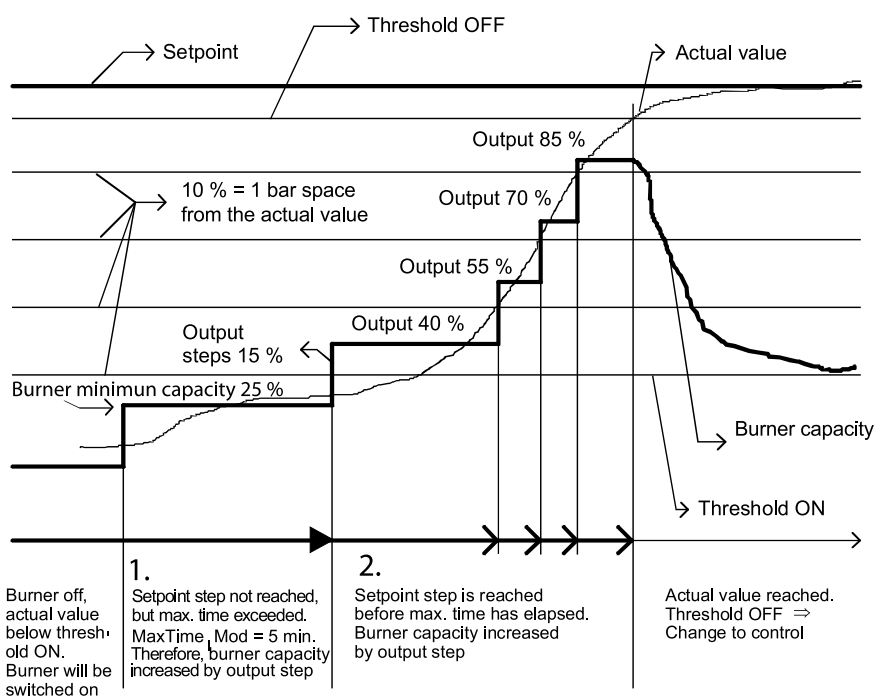 Threshold OFF
Setpoint
Actual value
Output 85 %
10 % = 1 bar space
from the actual value
Output 70 %
Output 55 %
Output 40 %
Output
steps 15 %
Burner minimun capacity 25 %
Burner capacity
Threshold ON
Burner off,
actual value
below thresh-
old ON.
Burner will be
switched on
1.
Setpoint step not reached,
but max. time exceeded.
MaxTime Mod = 5 min.
Therefore, burner capacity
increased by output step
2.
Setpoint step is reached
before max. time has elapsed.
Burner capacity increased
by output step
Actual value reached.
Threshold OFF ⇒
Change to control